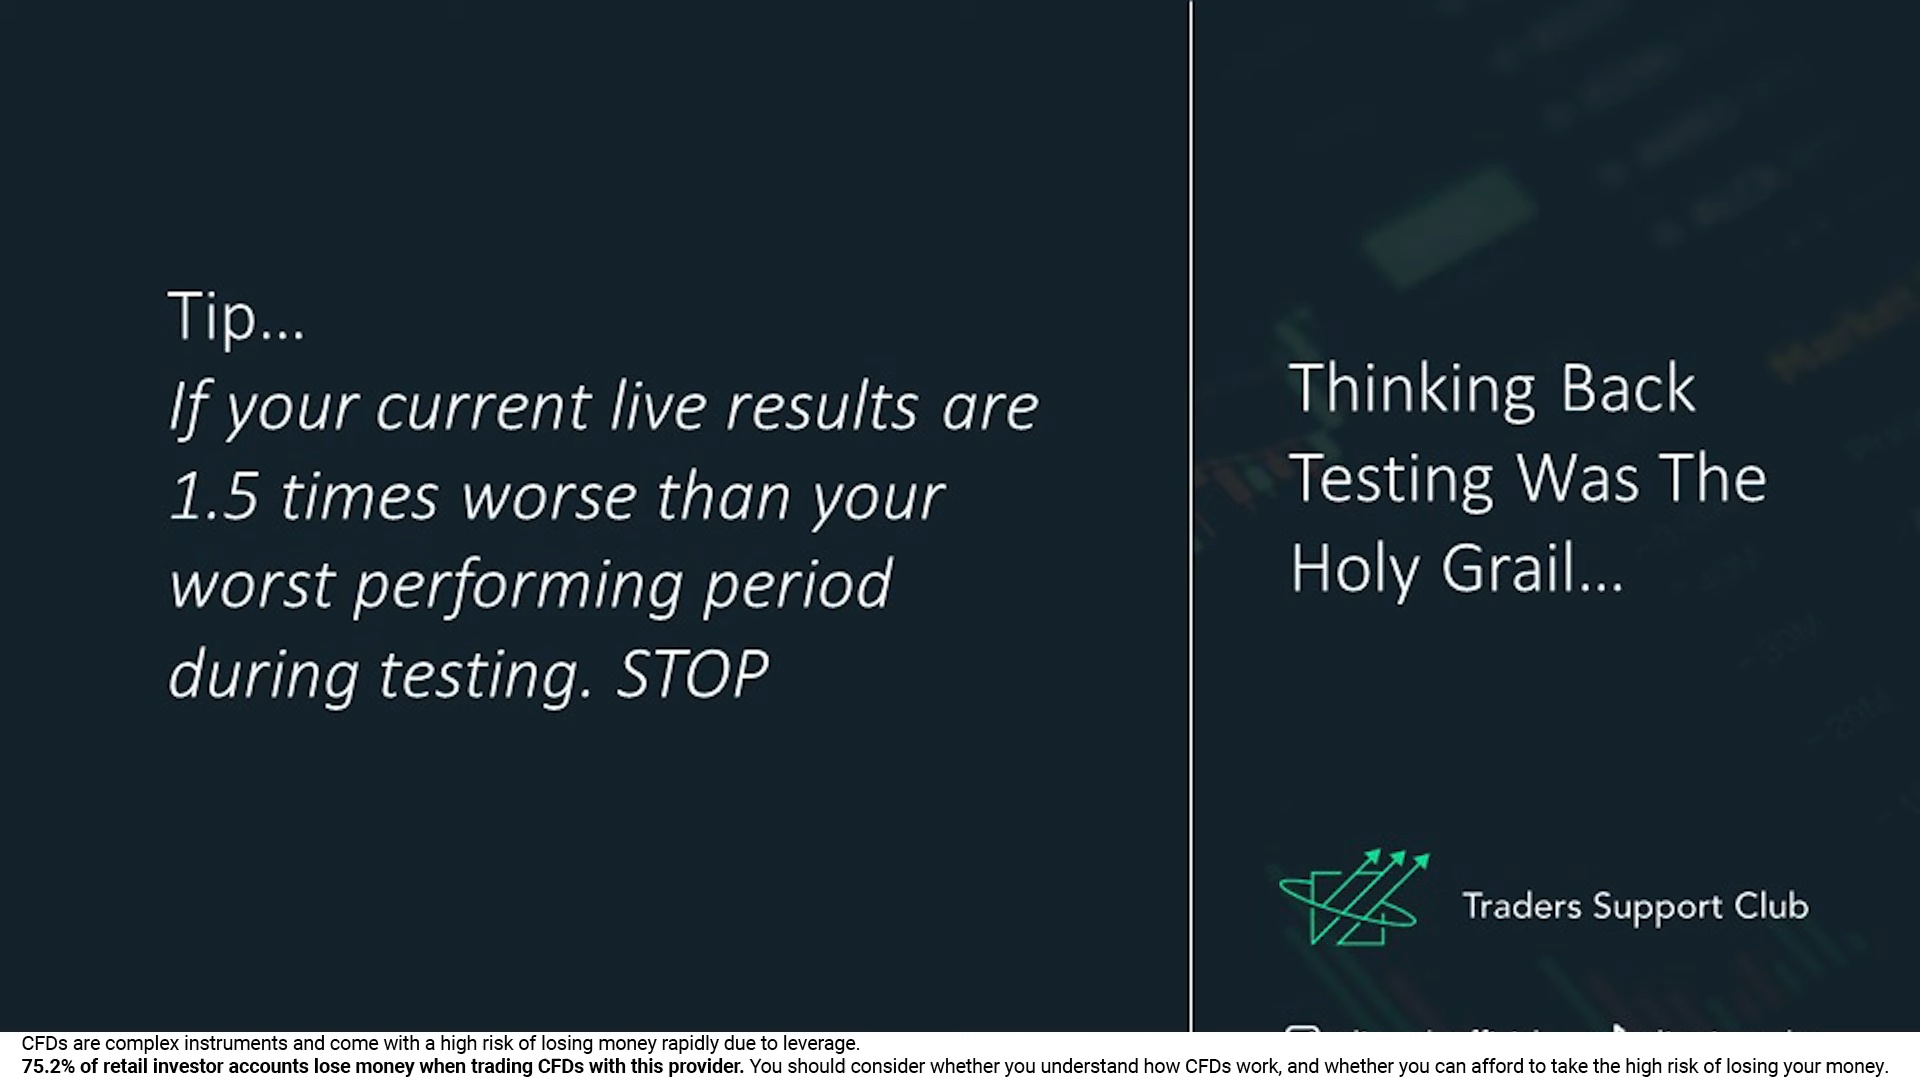 Tip...
If your current live results are
1.5 times worse than your
worst performing period
during testing. STOP
Thinking Back
Testing Was The
Holy Grail...
Traders Support Club
CFDs are complex instruments and come with a high risk of losing money rapidly due to leverage.
75.2% of retail investor accounts lose money when trading CFDs with this provider. You should consider whether you understand how CFDs work, and whether you can afford to take the high risk of losing your money.